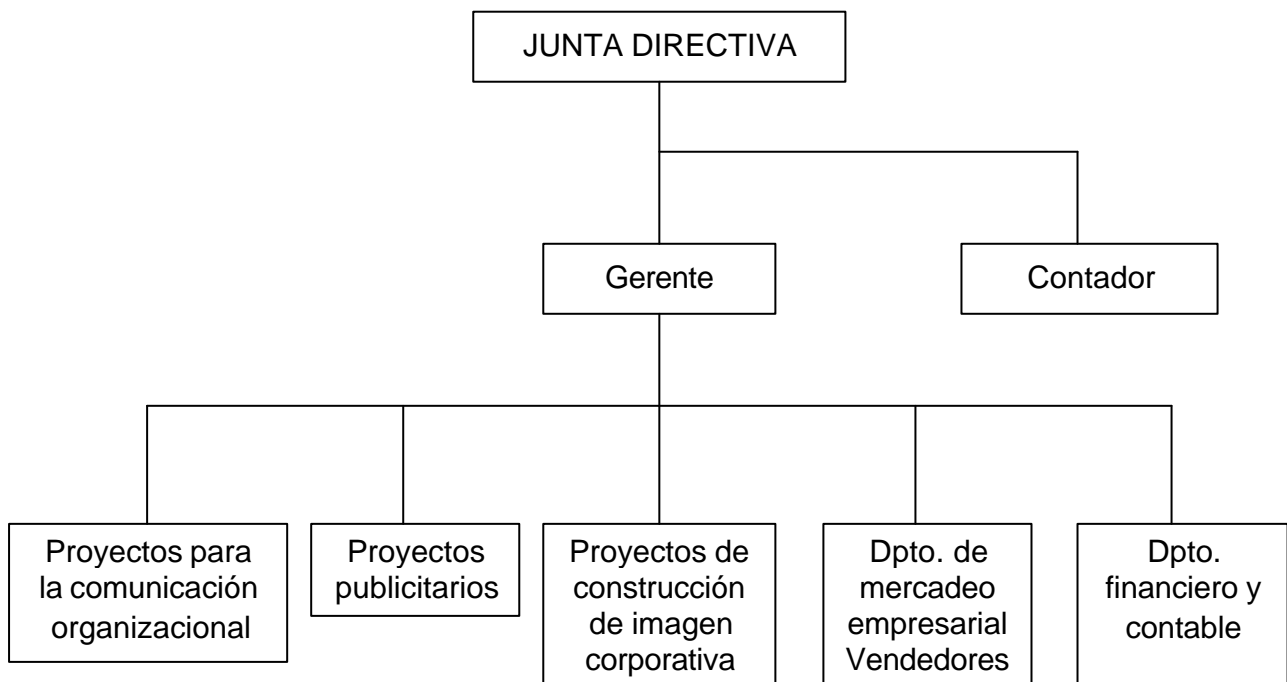 JUNTA DIRECTIVA
Gerente
Contador
Proyectos para
la comunicación
organizacional
Proyectos
publicitarios
Proyectos de
construcción
de imagen
corporativa
Dpto. de
mercadeo
empresarial
Vendedores
Dpto.
financiero y
contable